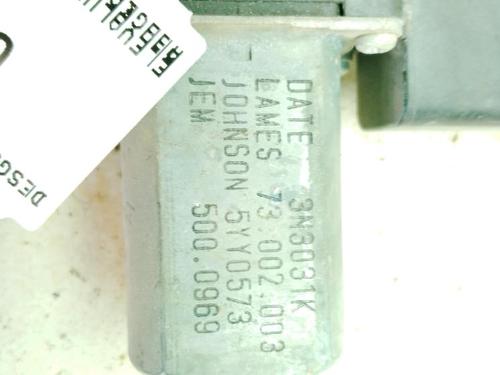 DATE 3N3031K
LAMES 73.002.003
JOHNSON 5YY0573
JEM 500.0969